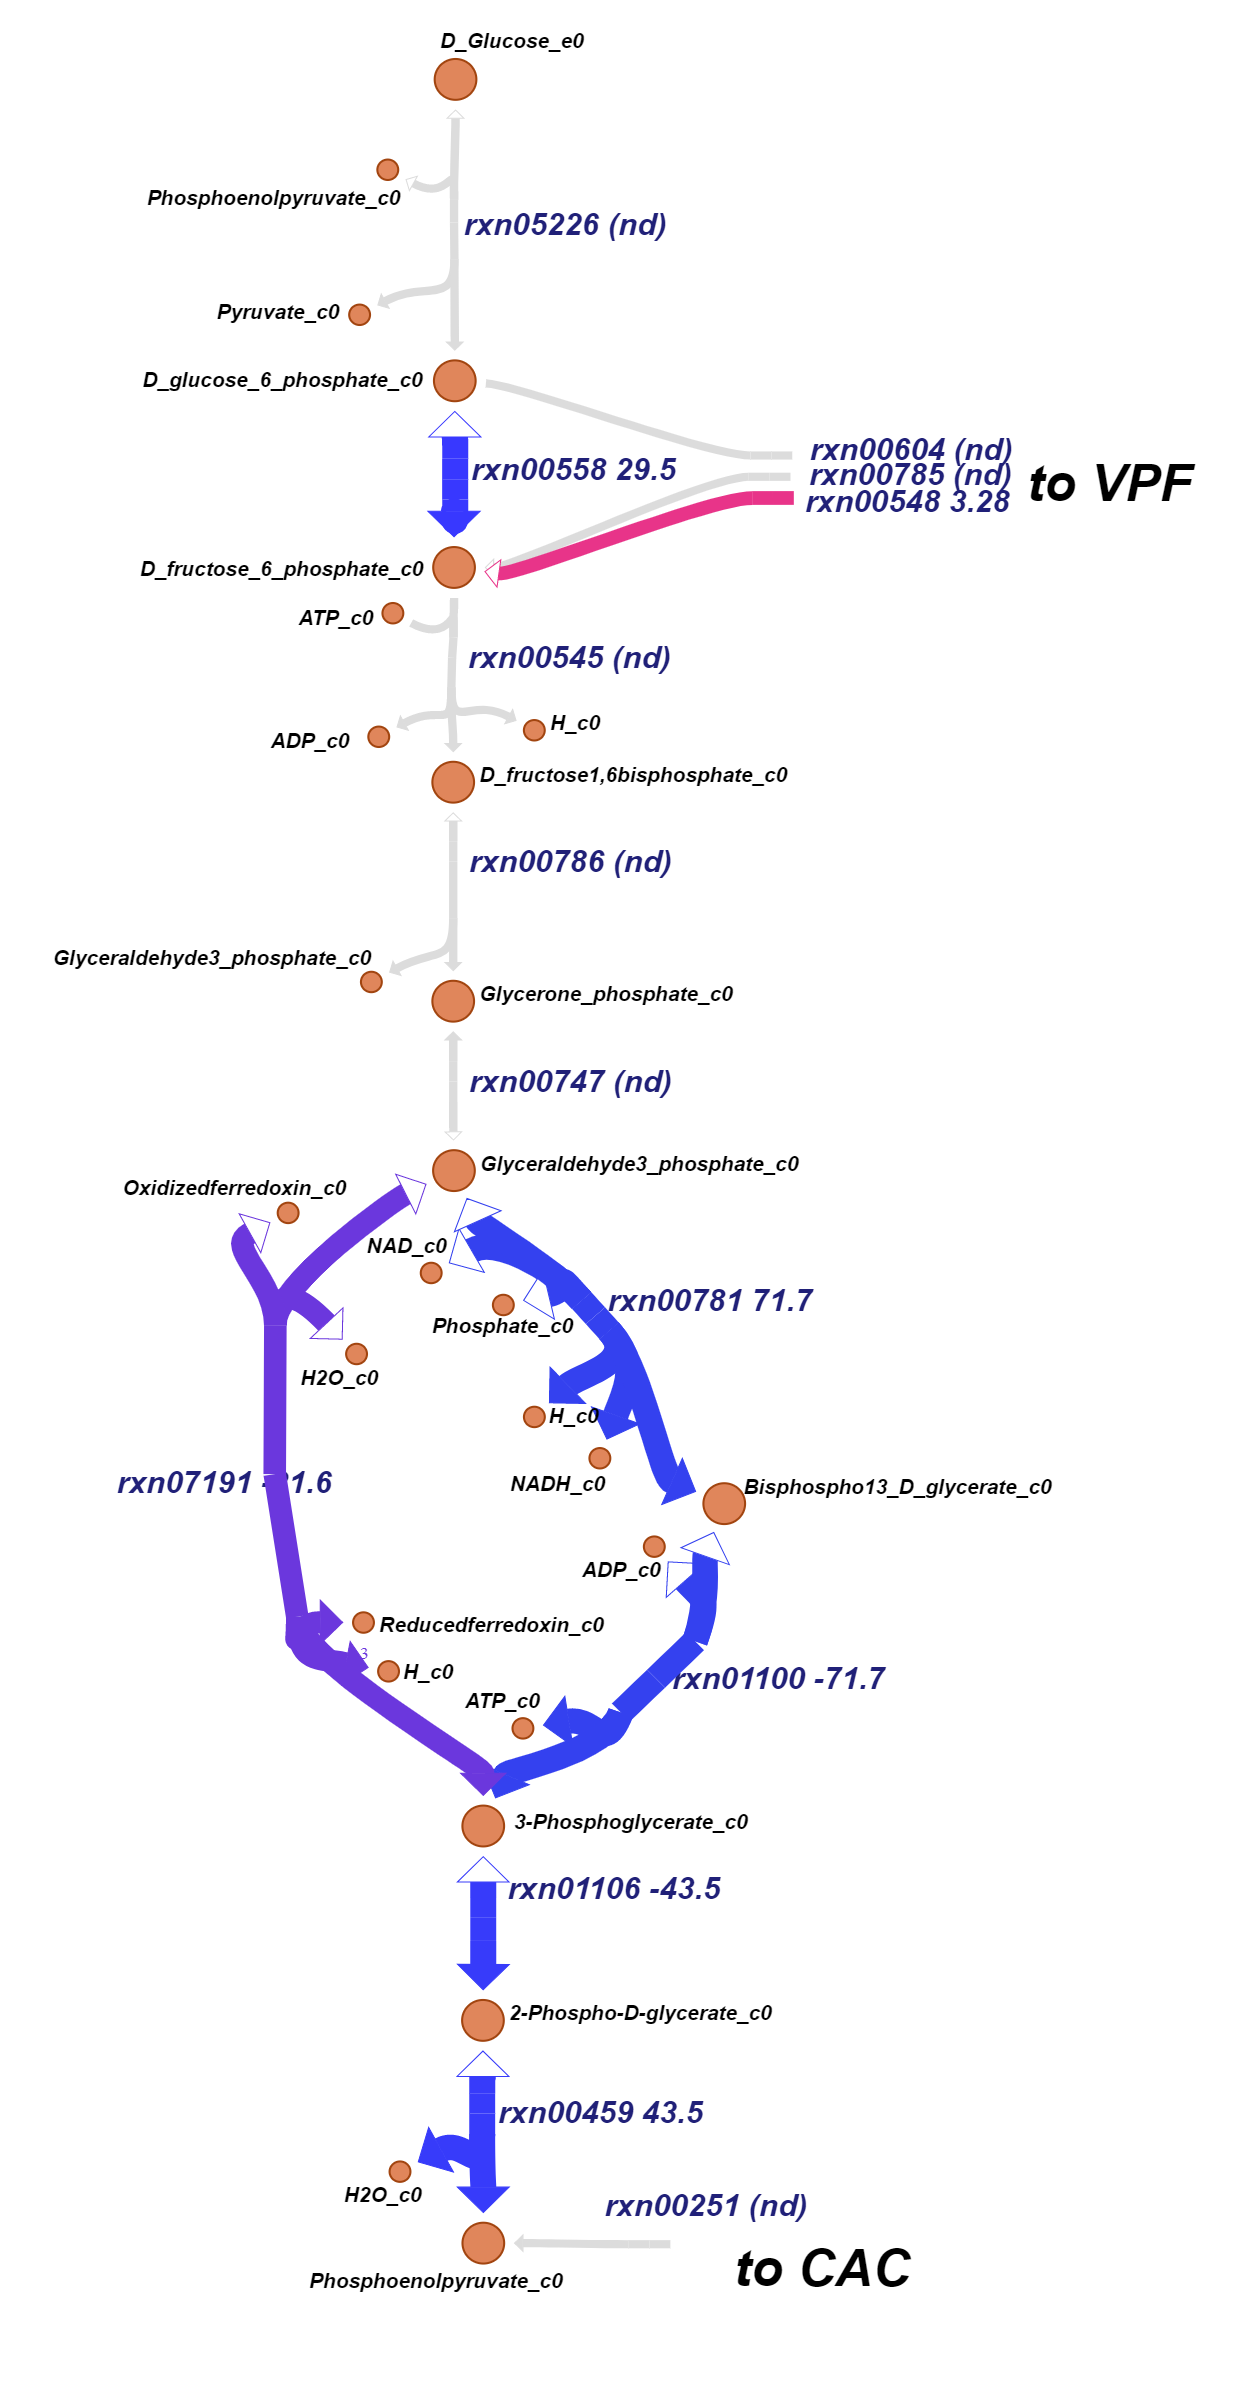 D_Glucose_e0
Phosphoenolpyruvate_c0
rxn05226 (nd)
Pyruvate_c0
D_glucose_6_phosphate_c0
rxn00604 (nd)
rxn00558 29.5
rxn00785 (nd)
to VPF
rxn00548 3.28
D_fructose_6_phosphate_c0
ATP_c0
rxn00545 (nd)
H_c0
ADP_c0
D_fructose1,6bisphosphate_c0
rxn00786 (nd)
Glyceraldehyde3_phosphate_c0
Glycerone_phosphate_c0
rxn00747 (nd)
Glyceraldehyde3_phosphate_c0
Oxidizedferredoxin_c0
NAD_c0
rxn00781 71.7
Phosphate_c0
H2O_c0
H_c0
NADH_c0
rxn07191
Bisphospho13_D_glycerate_c0
ADP_c0
Reducedferredoxin_c0
3
H_c0
rxn01100 -71.7
ATP_c0
3-Phosphoglycerate_c0
rxn01106 -43.5
2-Phospho-D-glycerate_c0
rxn00459 43.5
H2O_c0
rxn00251 (nd)
to CAC
Phosphoenolpyruvate_c0